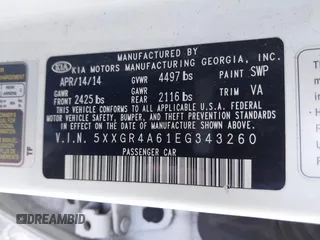 MANUFACTURED BY
KIA KIA MOTORS MANUFACTURING GEORGIA, INC.
APR/14/14 GVWR 4497 lbs PAINT SWP
GAWR GAWR
FRONT 2425 lbs REAR 2116 lbs TRIM VA
THIS VEHICLE CONFORMS TO ALL APPLICABLE
FEDERAL MOTOR VEHICLE SAFETY, BUMPER, AND
THEFT PREVENTION STANDARDS IN EFFECT ON THE
DATE OF MANUFACTURE SHOWN ABOVE.
V.I.N. 5XXGR4A61EG343260
PASSENGER CAR
TF
DREAMBID